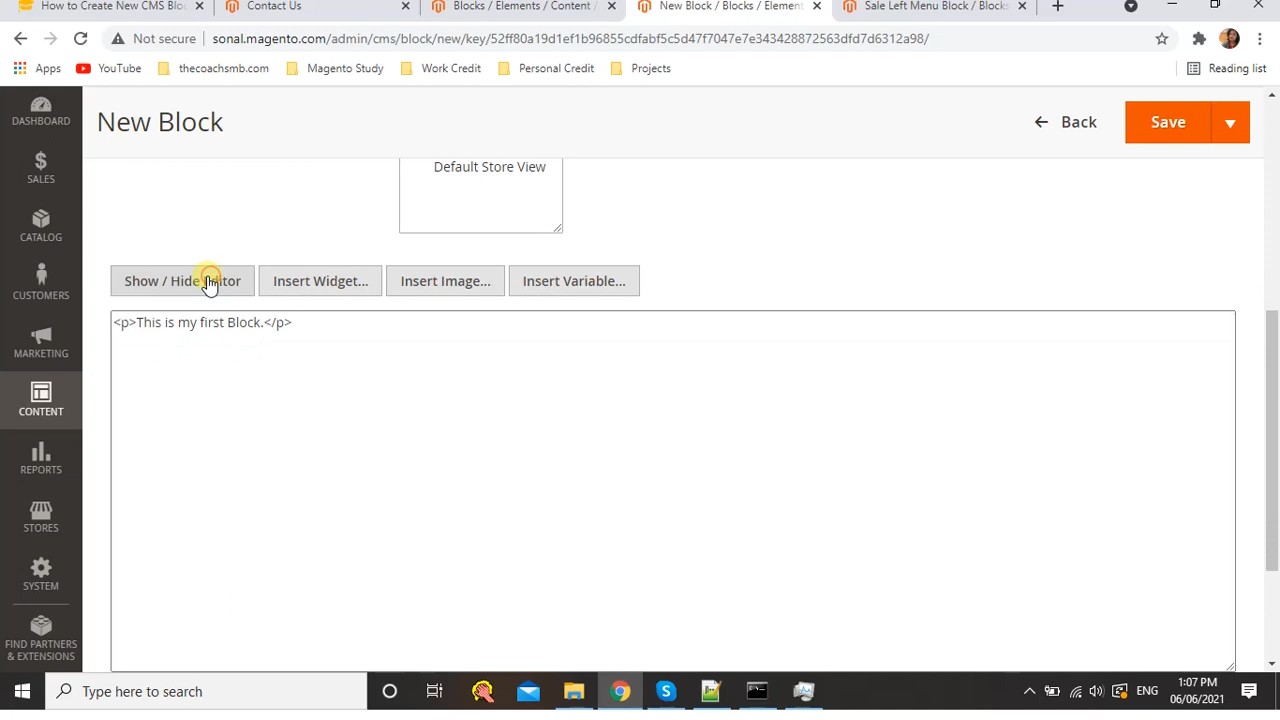 How to Create New CMS Bloc
Contact Us
Blocks / Elements / Content /
New Block / Blocks / Element
Sale Left Menu Block / Blocks
Not secure sonal.magento.com/admin/cms/block/new/key/52ff80a19d1ef1b96855cdfabf5c5d47f7047e7e343428872563dfd7d6312a98/
Apps YouTube thecoachsmb.com Magento Study Work Credit Personal Credit Projects Reading list
DASHBOARD
SALES
CATALOG
CUSTOMERS
MARKETING
CONTENT
REPORTS
STORES
SYSTEM
FIND PARTNERS
& EXTENSIONS
New Block
Back
Save
Default Store View
Show / Hide Editor Insert Widget... Insert Image... Insert Variable...
<p>This is my first Block.</p>
Type here to search
ENG
1:07 PM
06/06/2021